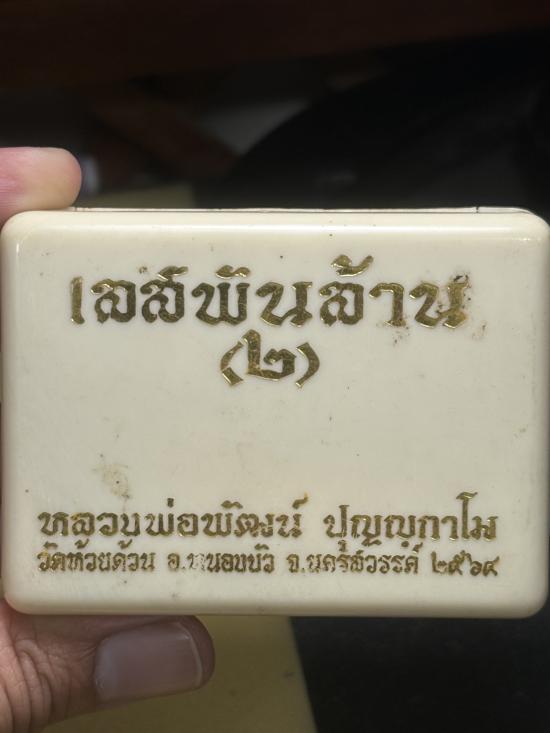 เลสพันล้าน
(๒)
หลวงพ่อพัฒน์ ปุญญกาโม
วัดห้วยด้วน อ.หนองบัว จ.นครสวรรค์ ๒๕๖๔